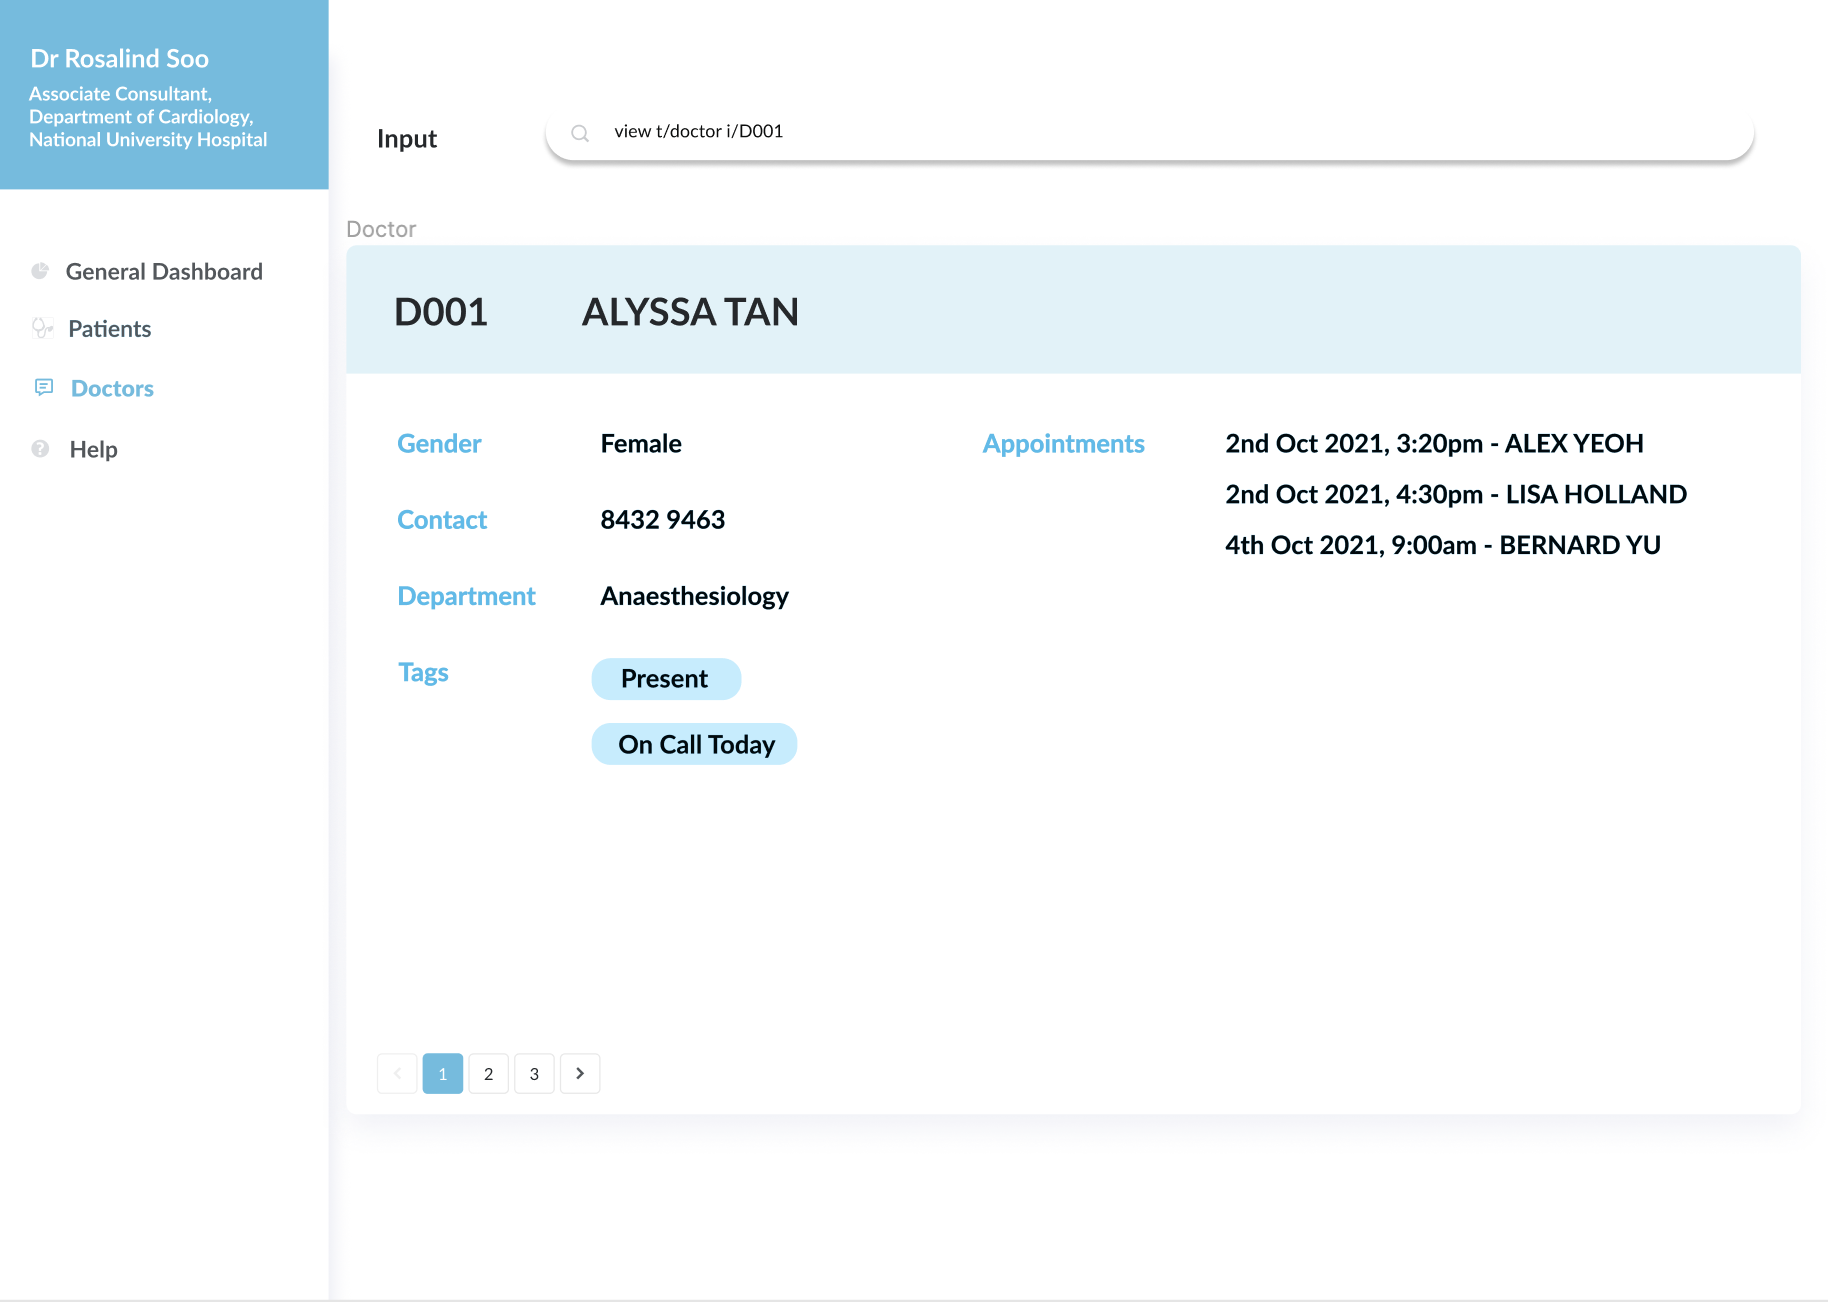 Dr Rosalind Soo
Associate Consultant,
Department of Cardiology,
National University Hospital
General Dashboard
Patients
Doctors
Help
Input
view t/doctor i/D001
Doctor
D001 ALYSSA TAN
Gender Female
Contact 8432 9463
Department Anaesthesiology
Tags Present
On Call Today
Appointments 2nd Oct 2021, 3:20pm - ALEX YEOH
2nd Oct 2021, 4:30pm - LISA HOLLAND
4th Oct 2021, 9:00am - BERNARD YU
1 2 3